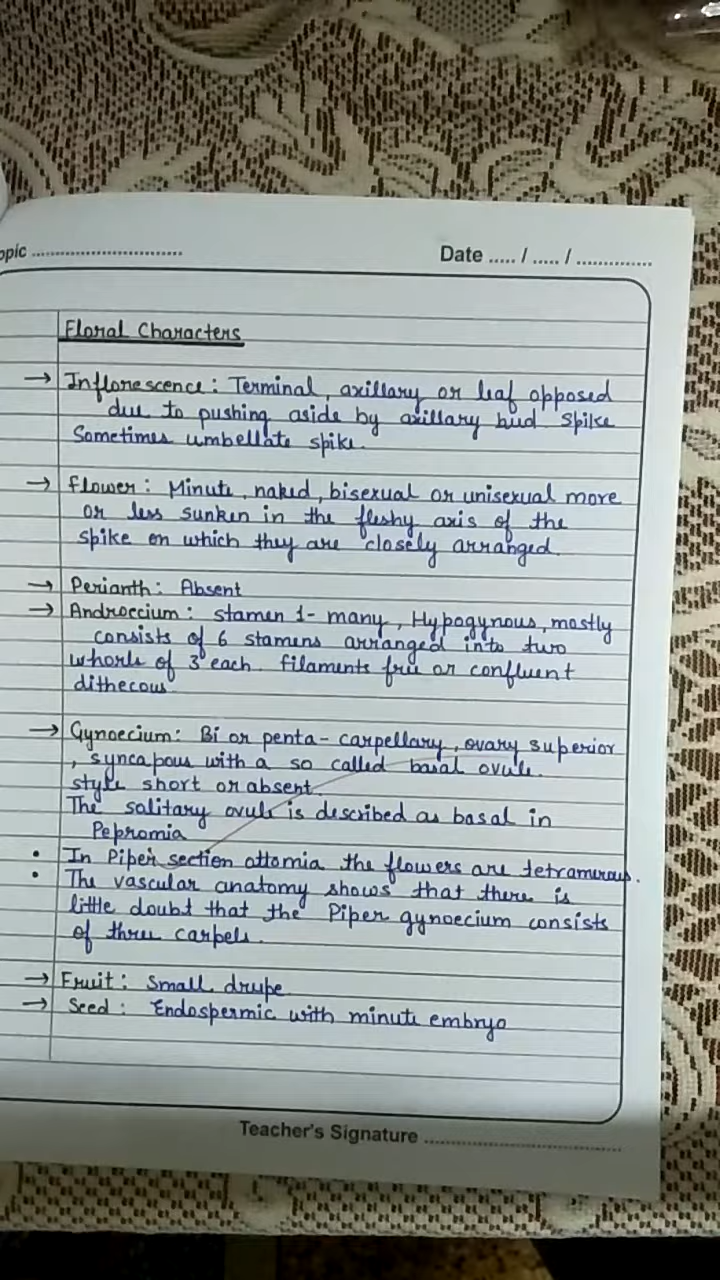 opic ..............................
Date ..... / ..... / ..............
Floral Characters
→ Inflorescence : Terminal, axillary or leaf opposed
due to pushing aside by axillary bud Spike
Sometimes umbellate spike.
→ Flower : Minute, naked, bisexual or unisexual more
or less sunken in the fleshy axis of the
spike on which they are closely arranged.
→ Perianth : Absent
→ Androecium : stamen 1- many, Hypogynous, mostly
consists of 6 stamens arranged into two
whorls of 3 each. filaments free or confluent
dithecous
→ Gynoecium : Bi or penta- carpellary, ovary superior
, syncapous with a so called basal ovule.
style short or absent.
The solitary ovule is described as basal in
Pepromia
• In Piper section ottomia the flowers are tetramerous.
• The vascular anatomy shows that there is
little doubt that the Piper gynoecium consists
of three carpels.
→ Fruit : Small drupe
→ Seed : Endospermic with minute embryo
Teacher's Signature ..............................